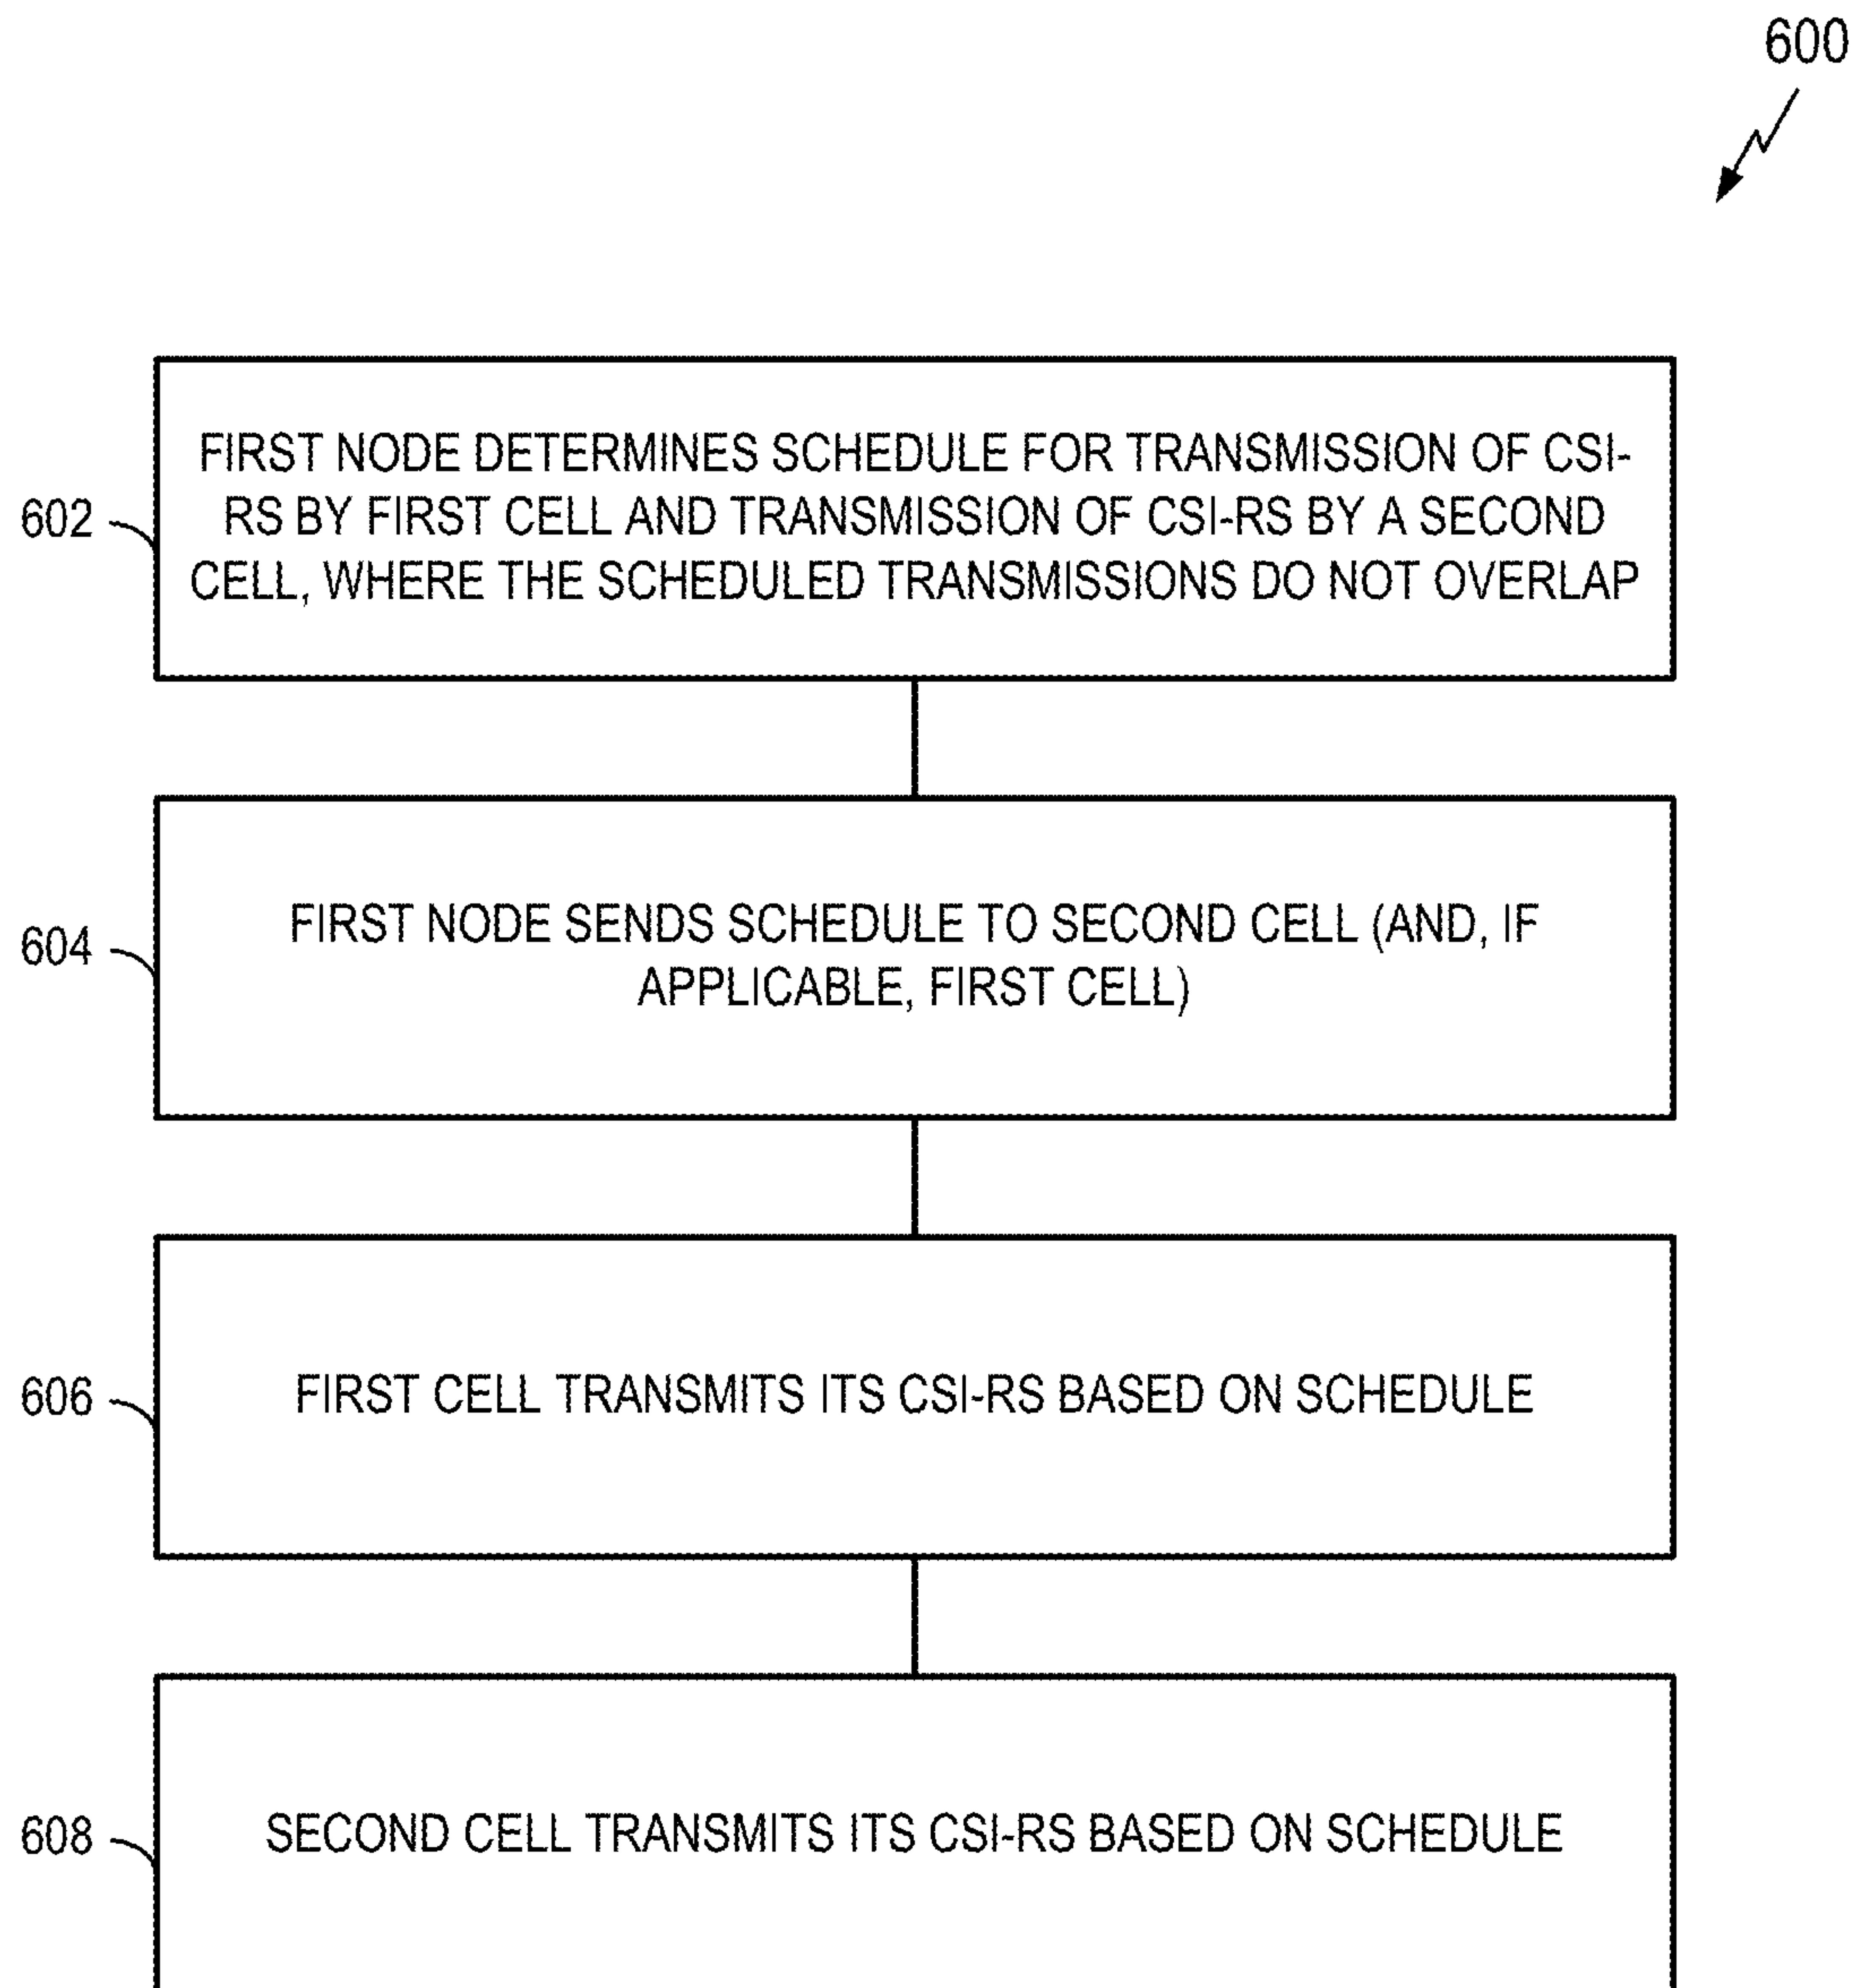 600
602
FIRST NODE DETERMINES SCHEDULE FOR TRANSMISSION OF CSI-
RS BY FIRST CELL AND TRANSMISSION OF CSI-RS BY A SECOND
CELL, WHERE THE SCHEDULED TRANSMISSIONS DO NOT OVERLAP
604
FIRST NODE SENDS SCHEDULE TO SECOND CELL (AND, IF
APPLICABLE, FIRST CELL)
606
FIRST CELL TRANSMITS ITS CSI-RS BASED ON SCHEDULE
608
SECOND CELL TRANSMITS ITS CSI-RS BASED ON SCHEDULE